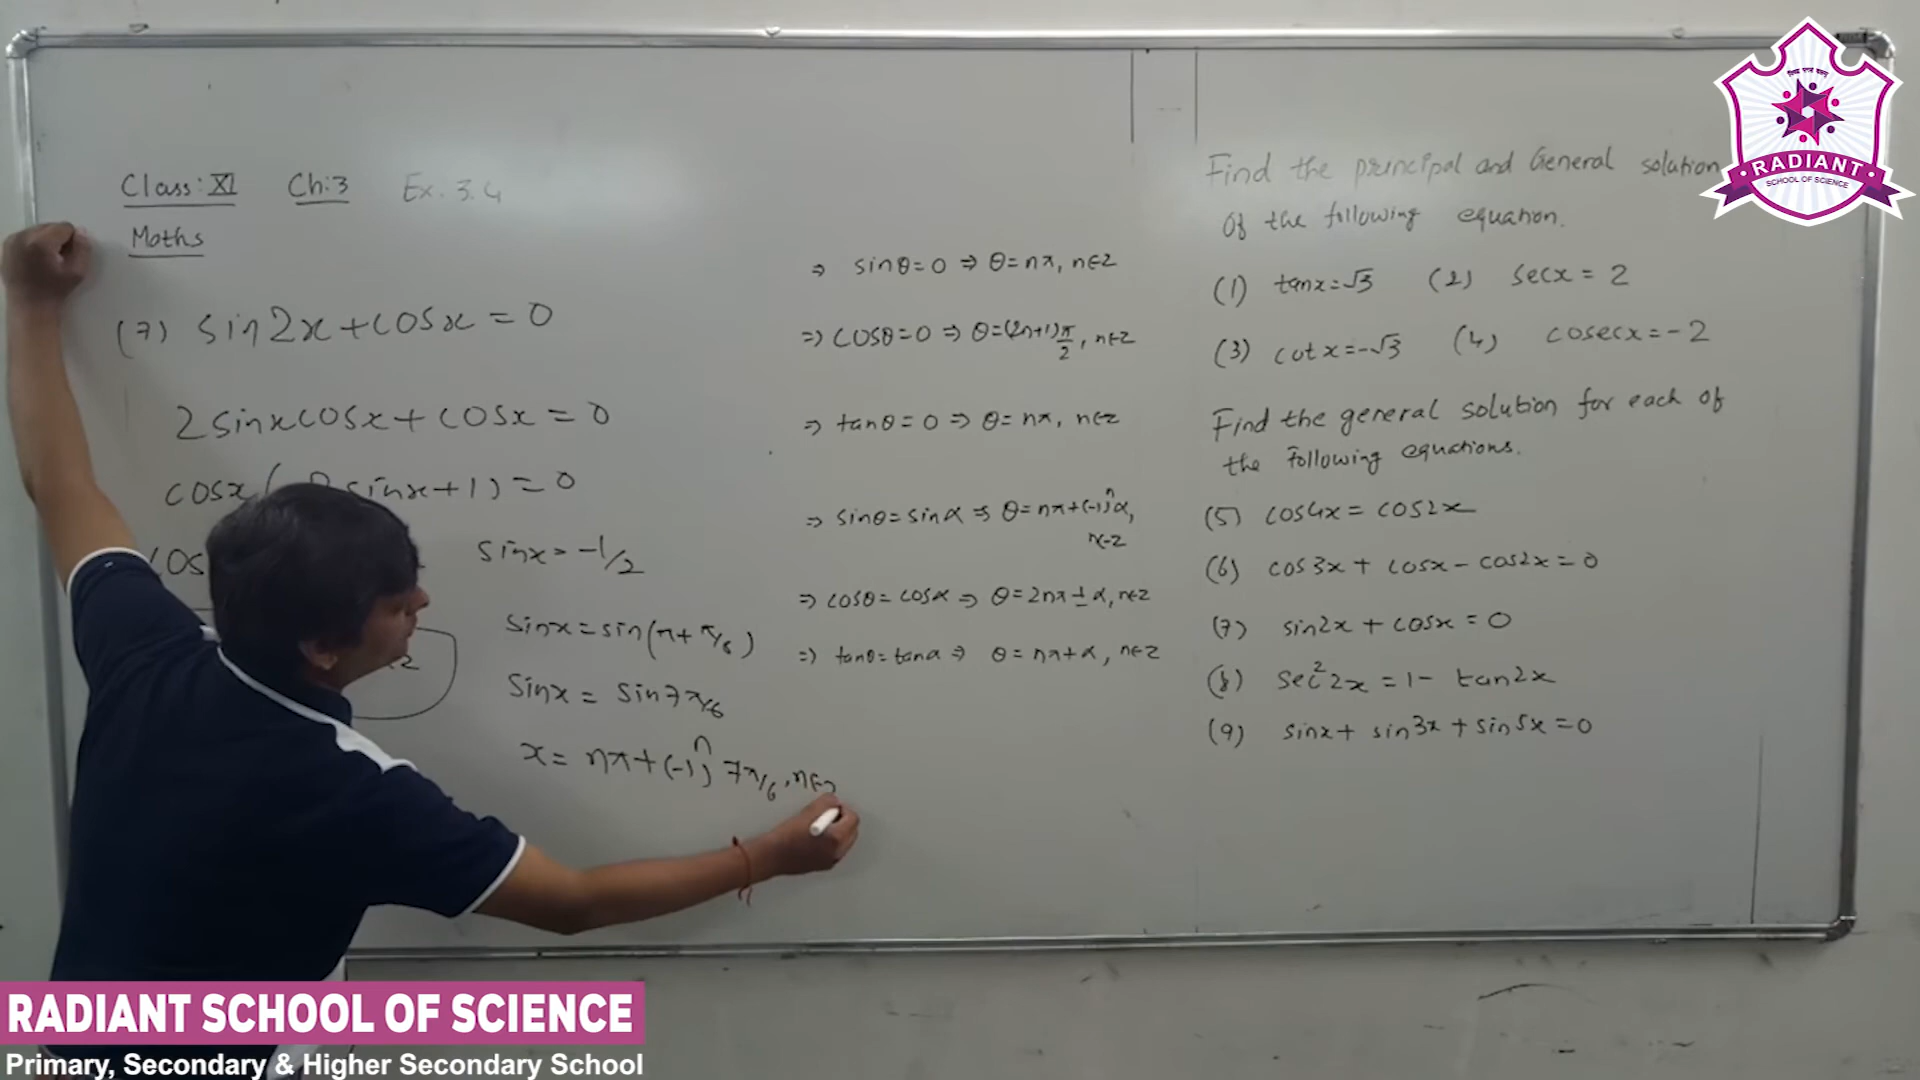 Class: XI Ch:3 Ex. 3.4
Maths
(7) sin2x+cosx = 0
2sinxcosx + cosx = 0
cosx( sinx+1) = 0
cos
sinx = -1/2
sinx = sin(π+π/6)
sinx = sin7π/6
x = nπ+(-1)ⁿ 7π/6, n∈
⇒ sinθ=0 ⇒ θ=nπ, n∈Z
⇒ cosθ=0 ⇒ θ=(2n+1)π/2, n∈Z
⇒ tanθ=0 ⇒ θ=nπ, n∈Z
⇒ sinθ=sinα ⇒ θ=nπ+(-1)ⁿα,
n∈Z
⇒ cosθ=cosα ⇒ θ=2nπ±α, n∈Z
⇒ tanθ=tanα ⇒ θ=nπ+α, n∈Z
Find the principal and General solution
Of the following equation.
(1) tanx=√3 (2) secx = 2
(3) cotx=-√3 (4) cosecx=-2
Find the general solution for each of
the Following equations.
(5) cos4x = cos2x
(6) cos3x + cosx - cos2x = 0
(7) sin2x + cosx = 0
(8) sec²2x = 1- tan2x
(9) sinx + sin3x + sin5x = 0
RADIANT
SCHOOL OF SCIENCE
RADIANT SCHOOL OF SCIENCE
Primary, Secondary & Higher Secondary School